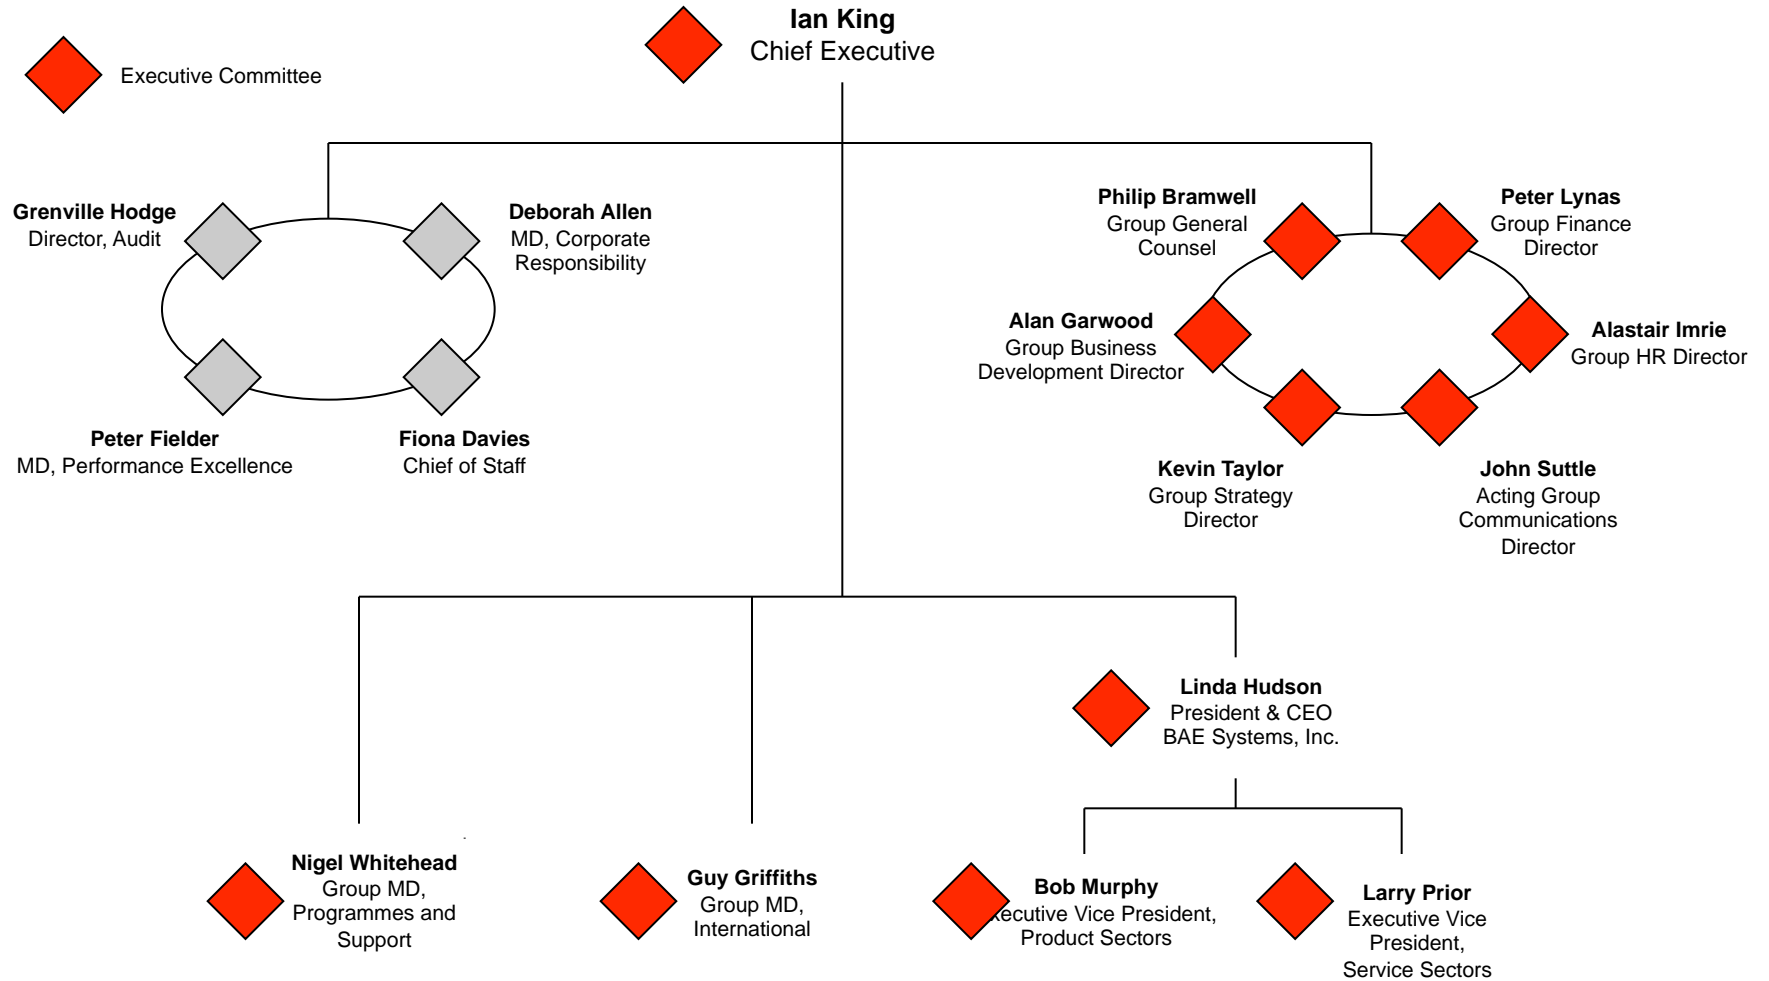 Ian King
Chief Executive
Executive Committee
Grenville Hodge
Director, Audit
Deborah Allen
MD, Corporate
Responsibility
Peter Fielder
MD, Performance Excellence
Fiona Davies
Chief of Staff
Philip Bramwell
Group General
Counsel
Peter Lynas
Group Finance
Director
Alan Garwood
Group Business
Development Director
Alastair Imrie
Group HR Director
Kevin Taylor
Group Strategy
Director
John Suttle
Acting Group
Communications
Director
Linda Hudson
President & CEO
BAE Systems, Inc.
Nigel Whitehead
Group MD,
Programmes and
Support
Guy Griffiths
Group MD,
International
Bob Murphy
Executive Vice President,
Product Sectors
Larry Prior
Executive Vice
President,
Service Sectors